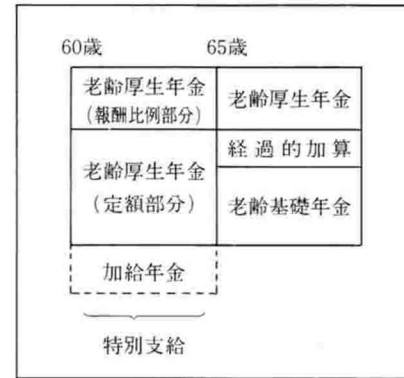 60歳 65歳
老齢厚生年金
(報酬比例部分)
老齢厚生年金
老齢厚生年金
(定額部分)
経過的加算
老齢基礎年金
加給年金
特別支給